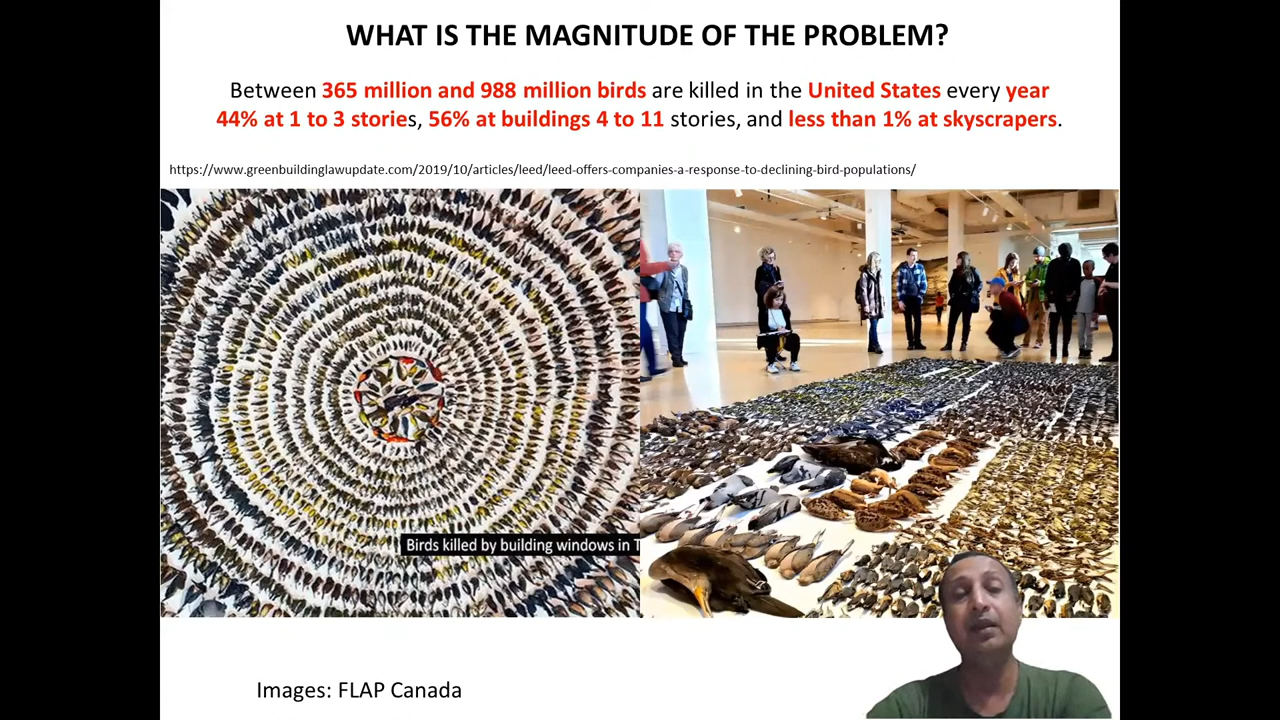 WHAT IS THE MAGNITUDE OF THE PROBLEM?
Between 365 million and 988 million birds are killed in the United States every year
44% at 1 to 3 stories, 56% at buildings 4 to 11 stories, and less than 1% at skyscrapers.
https://www.greenbuildinglawupdate.com/2019/10/articles/leed/leed-offers-companies-a-response-to-declining-bird-populations/
Birds killed by building windows in T
Images: FLAP Canada